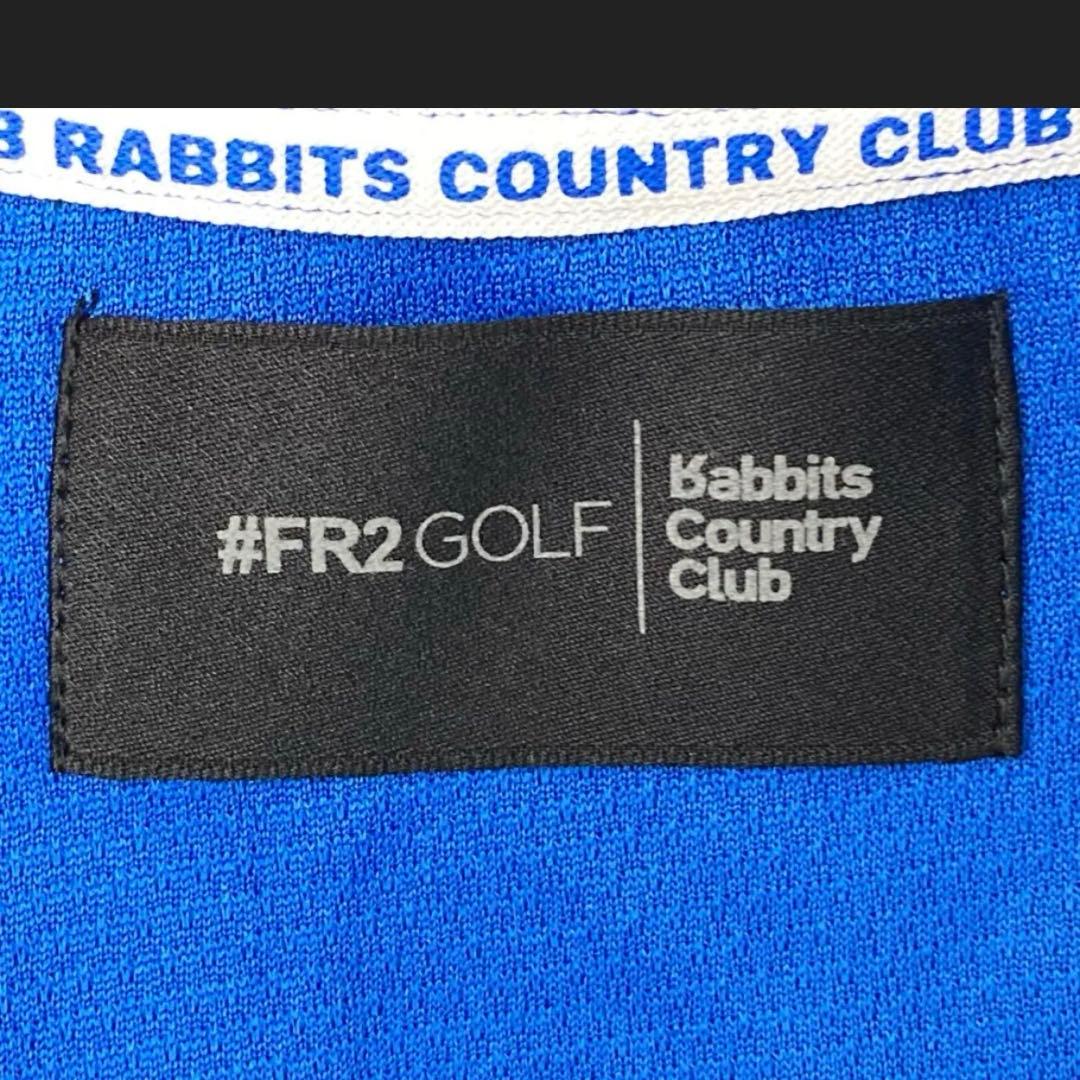 B RABBITS COUNTRY CLUB
#FR2 GOLF
Rabbits
Country
Club